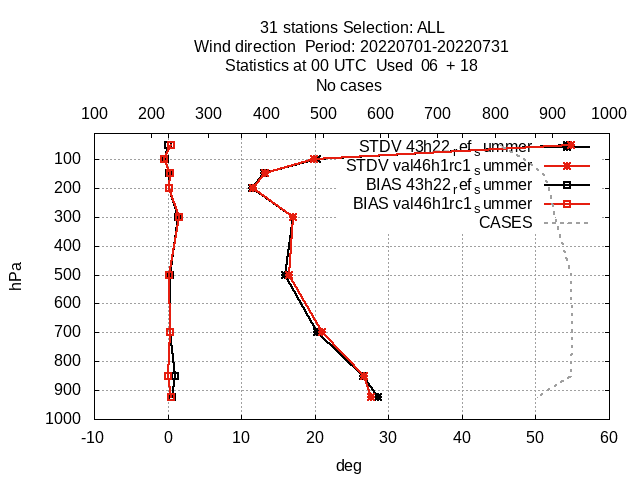 31 stations Selection: ALL
Wind direction  Period: 20220701-20220731
Statistics at 00 UTC  Used  06  + 18
No cases
100 200 300 400 500 600 700 800 900 1000
STDV 43h22_ref_summer
100
STDV val46h1rc1_summer
200
BIAS 43h22_ref_summer
BIAS val46h1rc1_summer
300
CASES
400
hPa
500
600
700
800
900
1000
-10 0 10 20 30 40 50 60
deg